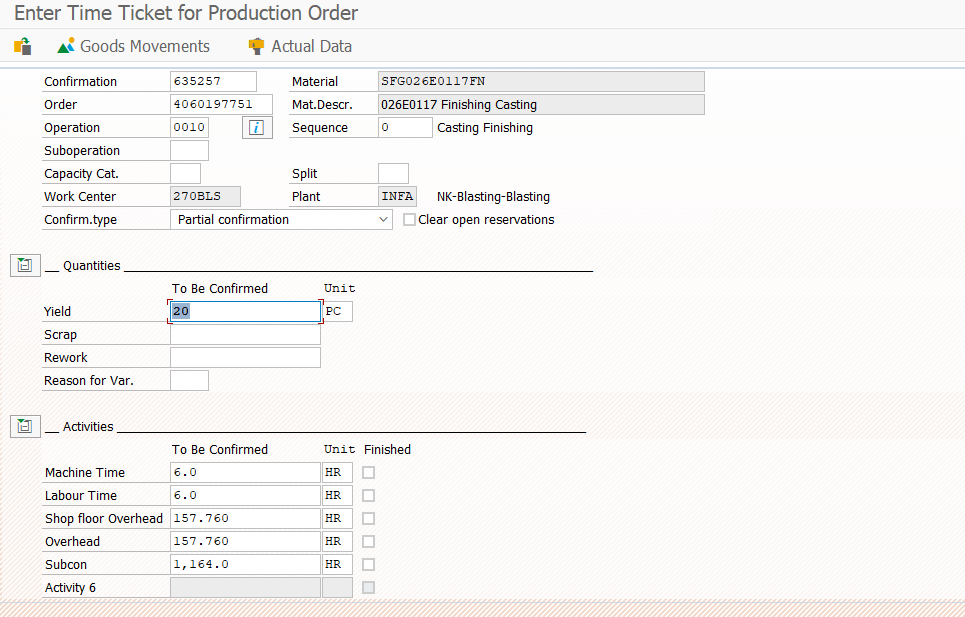 Enter Time Ticket for Production Order
Goods Movements Actual Data
Confirmation 635257 Material SFG026E0117FN
Order 4060197751 Mat.Descr. 026E0117 Finishing Casting
Operation 0010 Sequence 0 Casting Finishing
Suboperation
Capacity Cat. Split
Work Center 270BLS Plant INFA NK-Blasting-Blasting
Confirm.type Partial confirmation Clear open reservations
Quantities
To Be Confirmed Unit
Yield 20 PC
Scrap
Rework
Reason for Var.
Activities
To Be Confirmed Unit Finished
Machine Time 6.0 HR
Labour Time 6.0 HR
Shop floor Overhead 157.760 HR
Overhead 157.760 HR
Subcon 1,164.0 HR
Activity 6